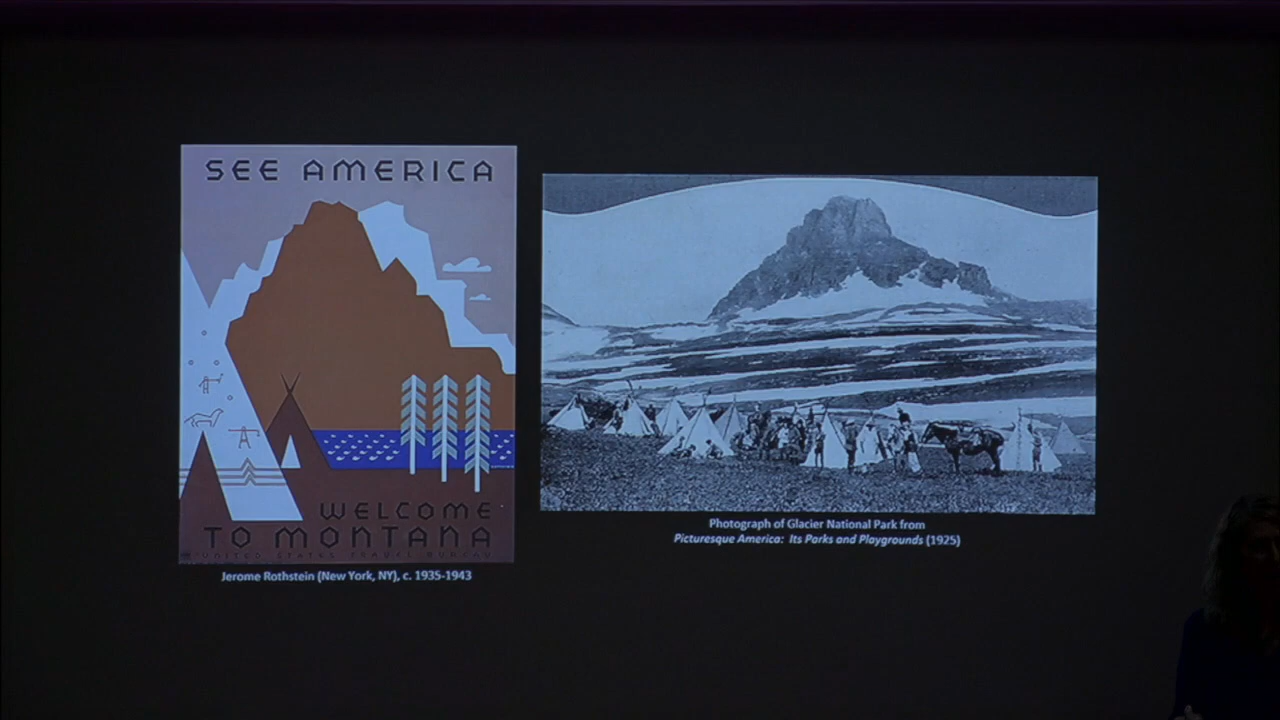 SEE AMERICA
WELCOME
TO MONTANA
UNITED STATES TRAVEL BUREAU
Jerome Rothstein (New York, NY), c. 1935-1943
Photograph of Glacier National Park from
Picturesque America: Its Parks and Playgrounds (1925)